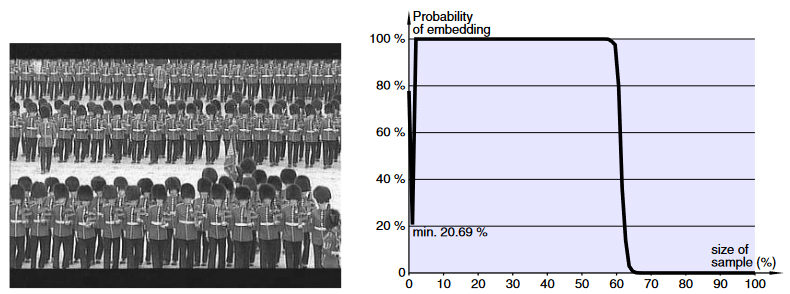 Probability
of embedding
100 %
80 %
60 %
40 %
20 %
min. 20.69 %
size of
sample (%)
0
0 10 20 30 40 50 60 70 80 90 100